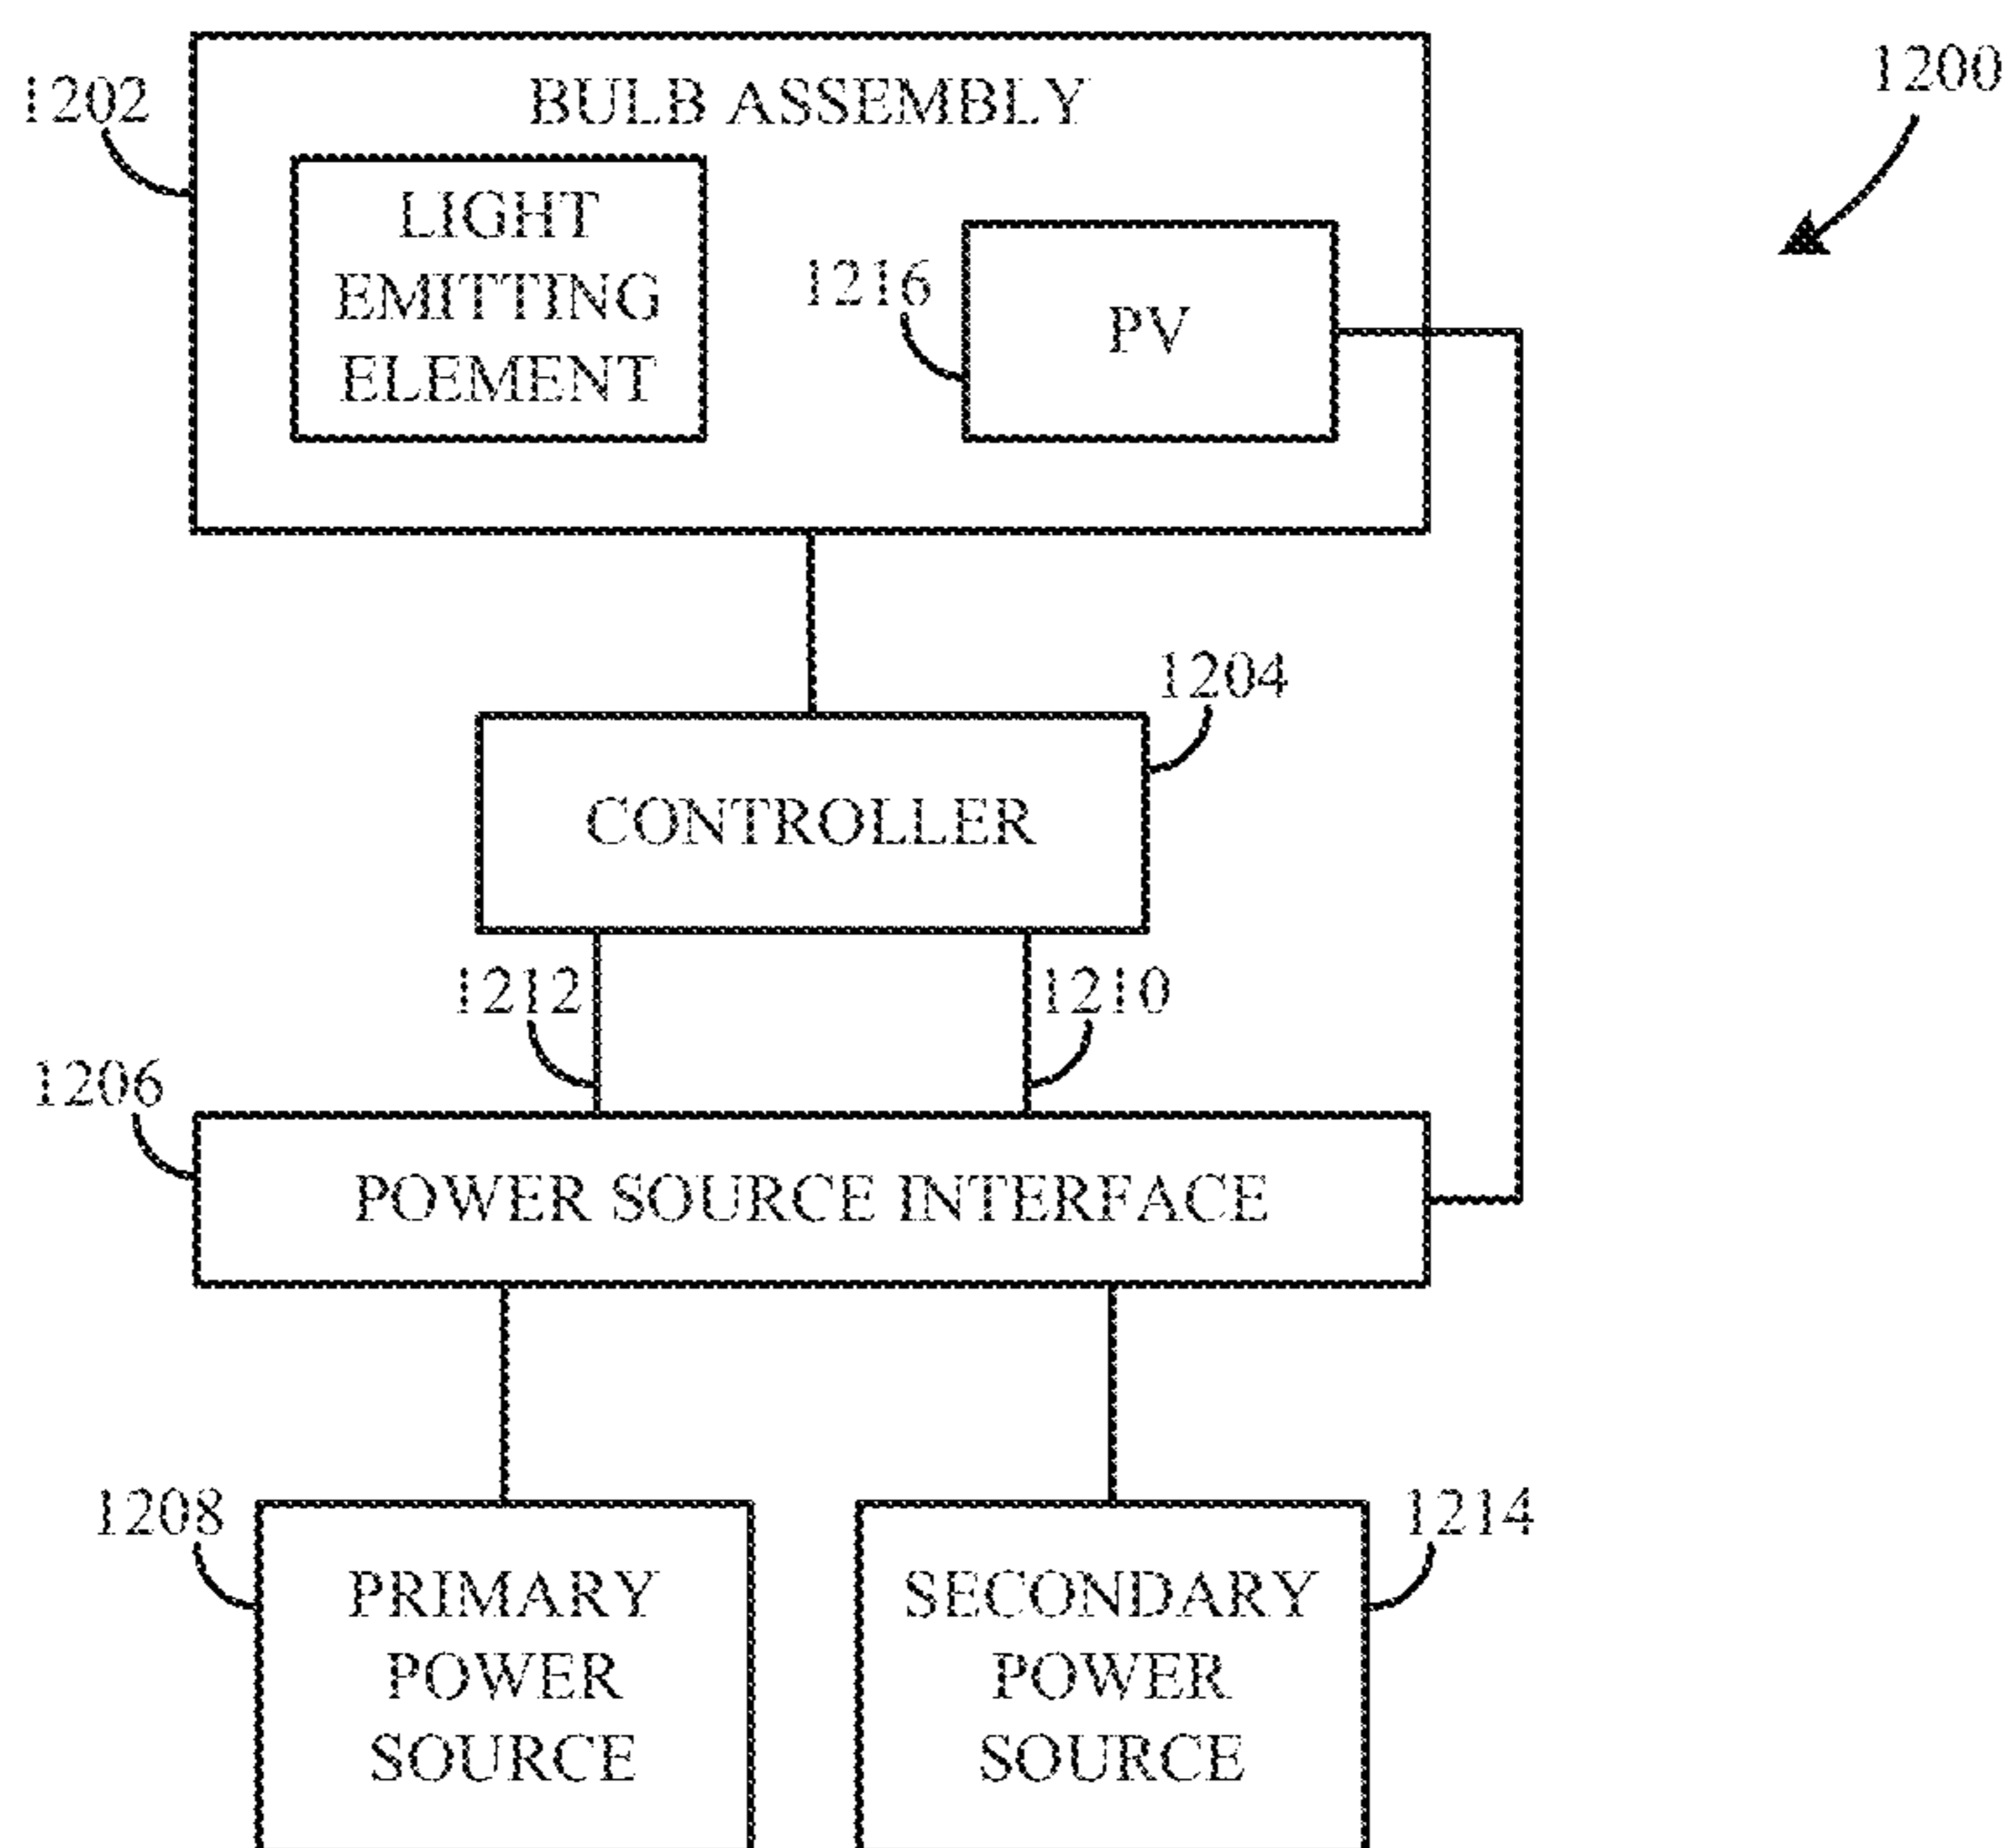 1200
1202
BULB ASSEMBLY
LIGHT
EMITTING
ELEMENT
1216
PV
1204
CONTROLLER
1212
1210
1206
POWER SOURCE INTERFACE
1208
PRIMARY
POWER
SOURCE
1214
SECONDARY
POWER
SOURCE